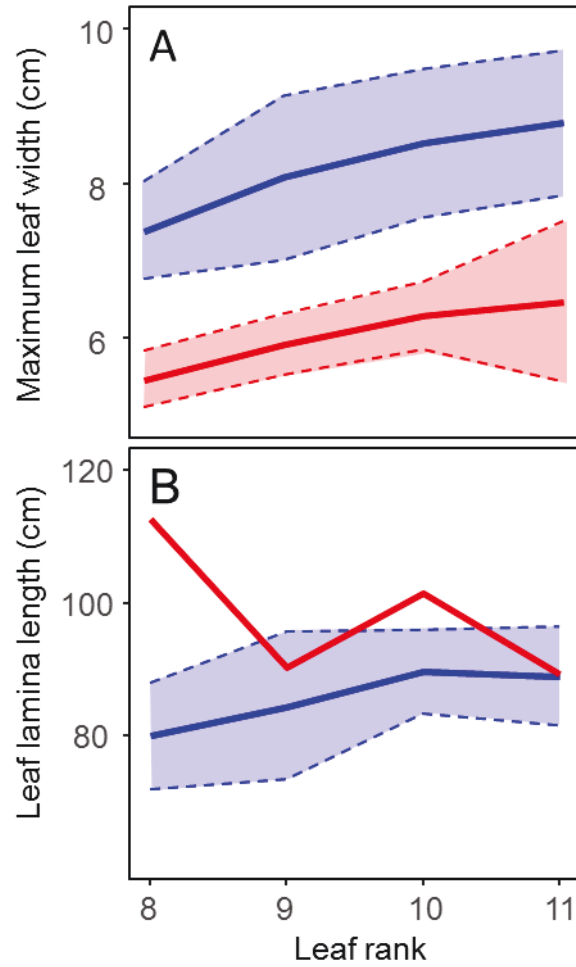 A
Maximum leaf width (cm)
10
8
6
B
Leaf lamina length (cm)
120
100
80
8 9 10 11
Leaf rank